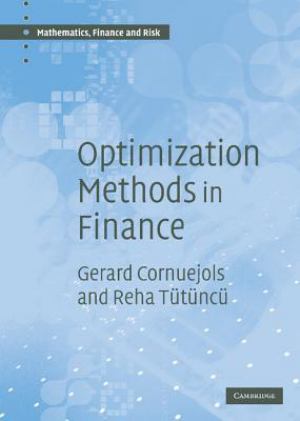 Mathematics, Finance and Risk
Optimization
Methods in
Finance
Gerard Cornuejols
and Reha Tütüncü
CAMBRIDGE